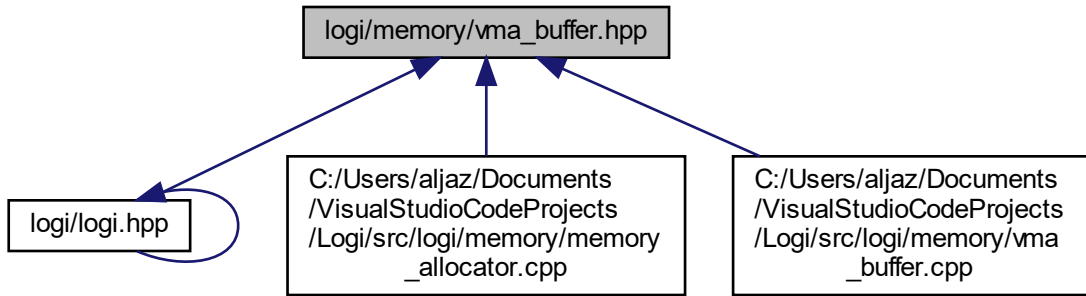 logi/memory/vma_buffer.hpp
logi/logi.hpp
C:/Users/aljaz/Documents
/VisualStudioCodeProjects
/Logi/src/logi/memory/memory
_allocator.cpp
C:/Users/aljaz/Documents
/VisualStudioCodeProjects
/Logi/src/logi/memory/vma
_buffer.cpp